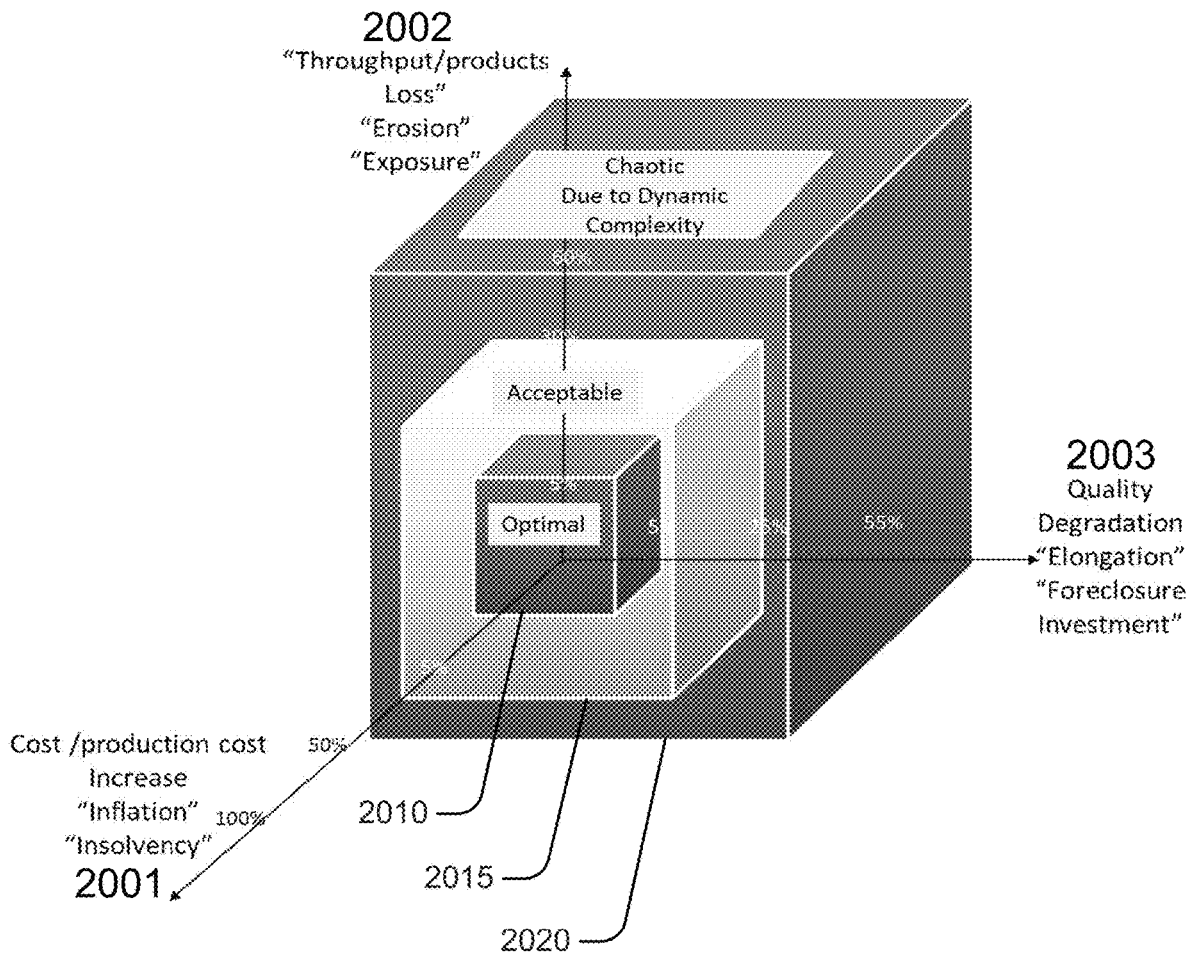 2002
“Throughput/products
Loss”
“Erosion”
“Exposure”
Chaotic
Due to Dynamic
Complexity
60%
Acceptable
2003
Quality
Degradation
“Elongation”
“Foreclosure
Investment”
Optimal
55%
Cost /production cost
Increase
“Inflation”
“Insolvency”
2001
50%
100%
2010
2015
2020